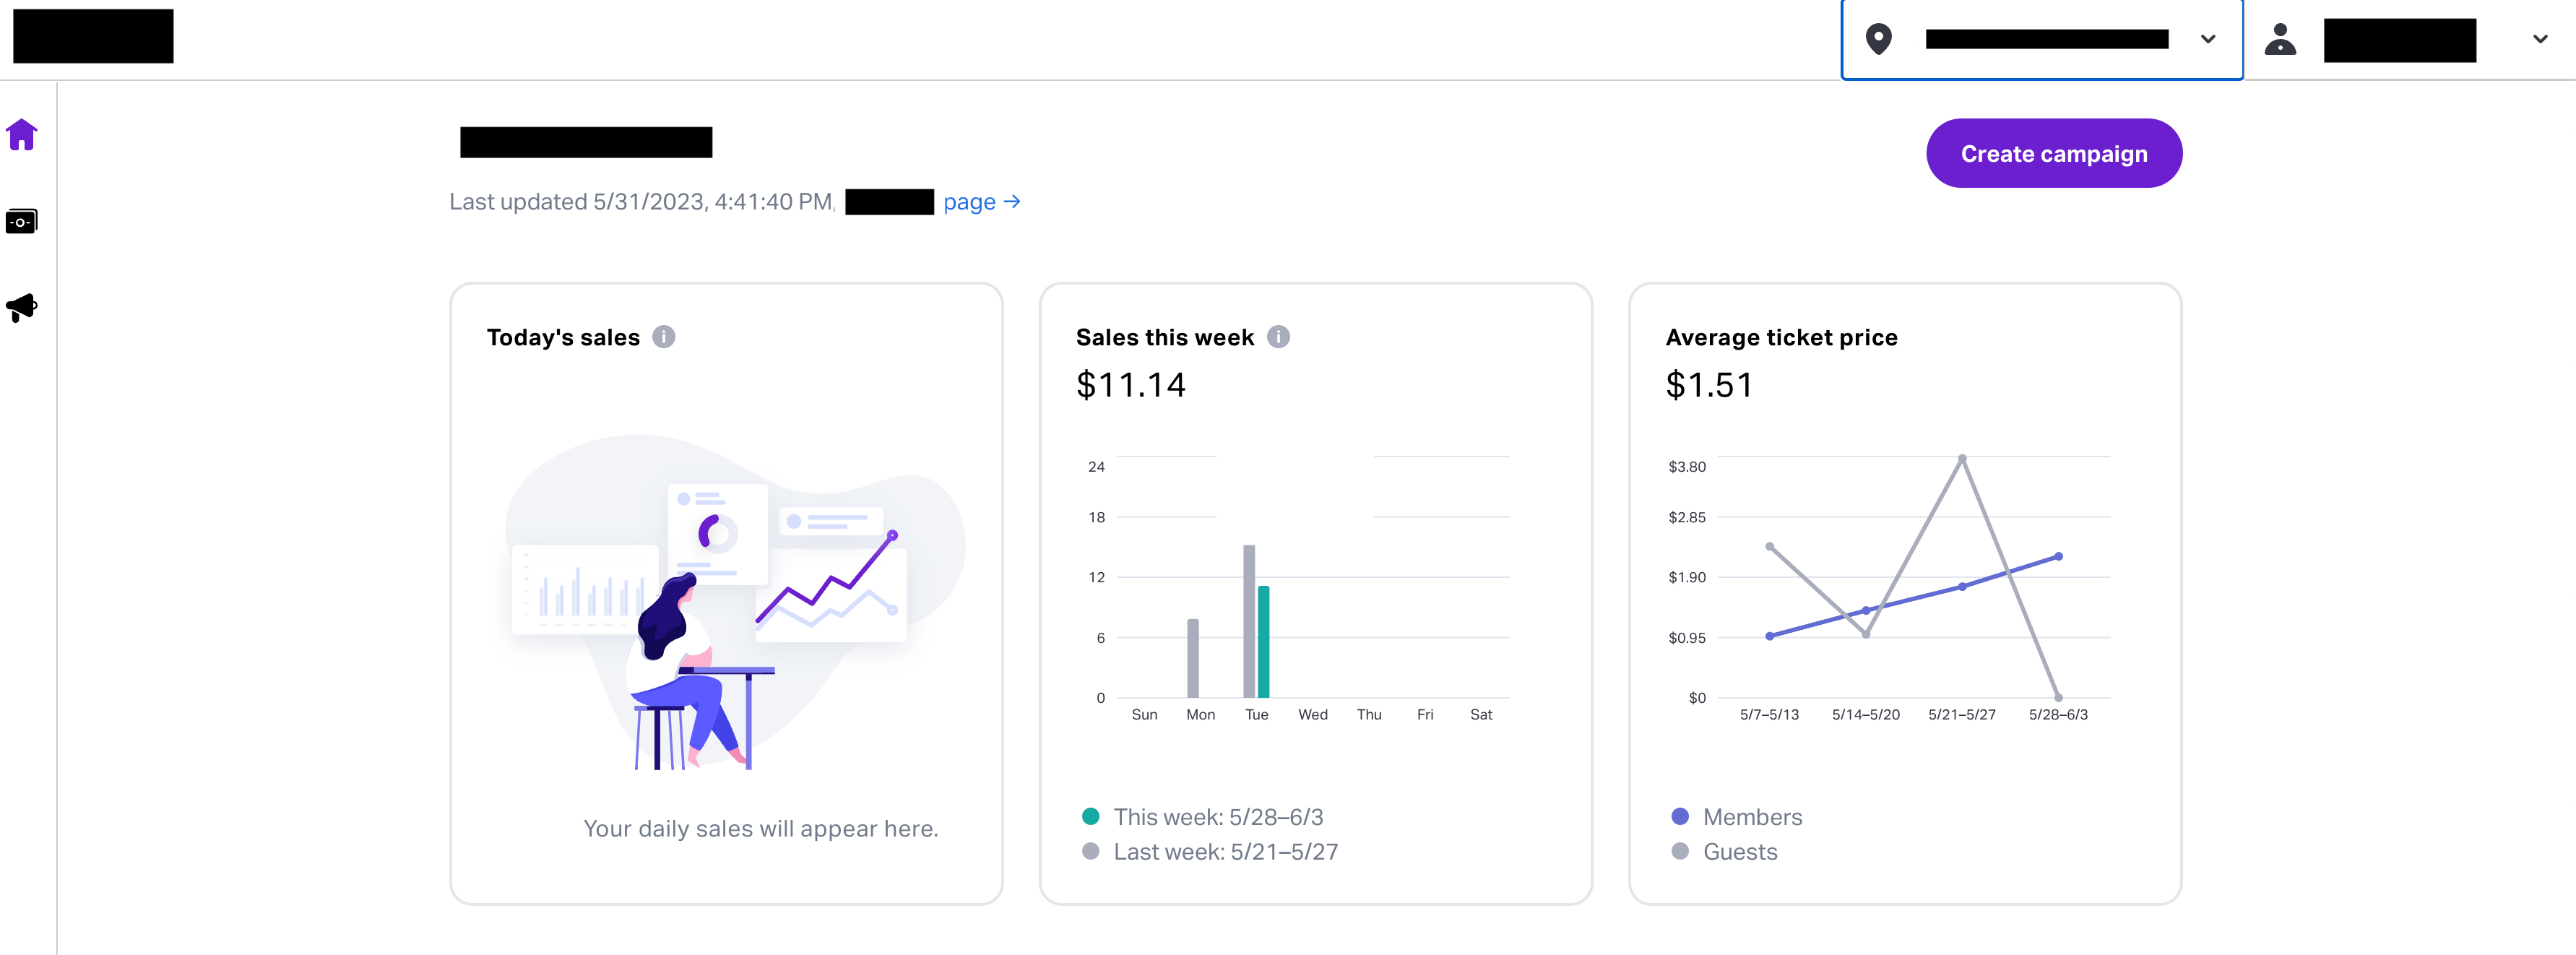 Create campaign
Last updated 5/31/2023, 4:41:40 PM, page →
Today's sales
Your daily sales will appear here.
Sales this week
$11.14
24
18
12
6
0
Sun Mon Tue Wed Thu Fri Sat
This week: 5/28–6/3
Last week: 5/21–5/27
Average ticket price
$1.51
$3.80
$2.85
$1.90
$0.95
$0
5/7–5/13 5/14–5/20 5/21–5/27 5/28–6/3
Members
Guests